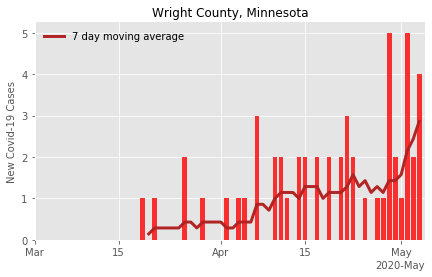 Wright County, Minnesota
7 day moving average
New Covid-19 Cases
5
4
3
2
1
0
Mar 15 Apr 15 May
2020-May